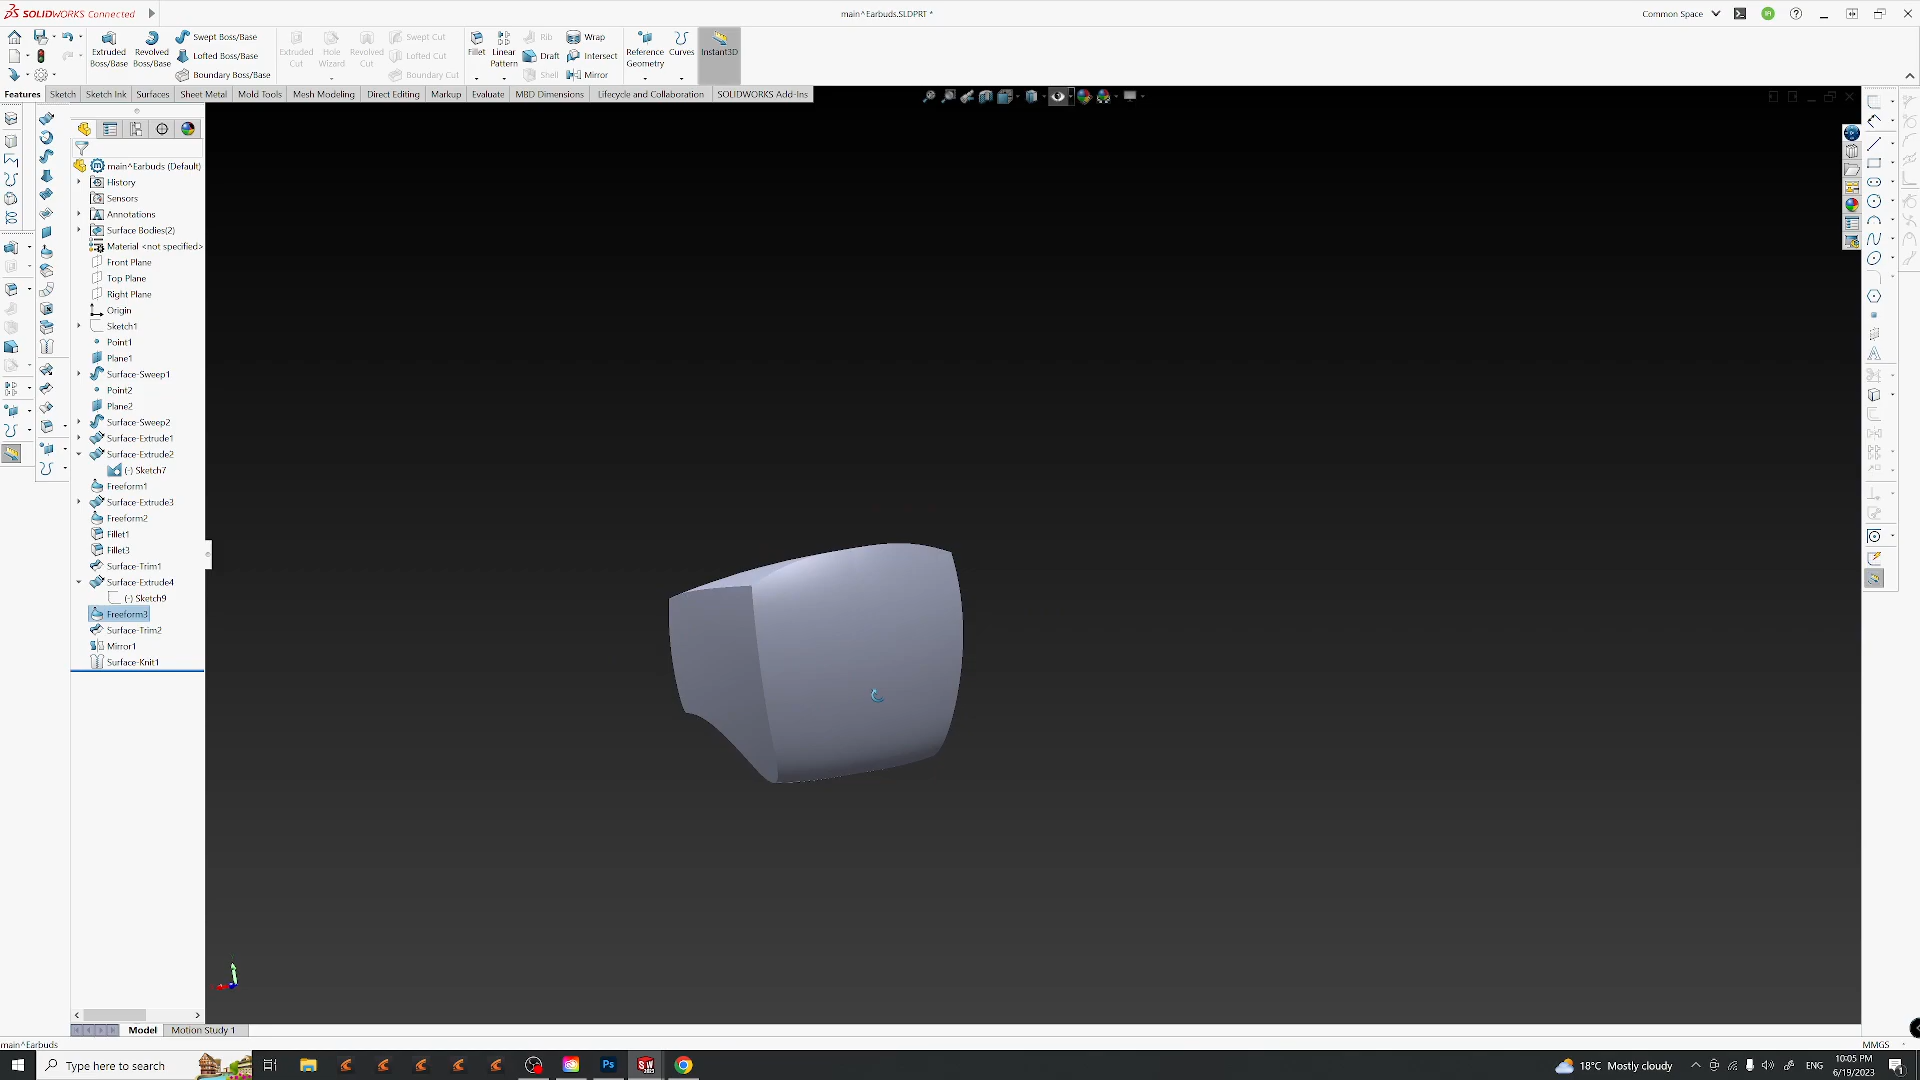 SOLIDWORKS Connected
main^Earbuds.SLDPRT *
Common Space
Extruded Boss/Base
Revolved Boss/Base
Swept Boss/Base
Lofted Boss/Base
Boundary Boss/Base
Extruded Cut
Hole Wizard
Revolved Cut
Swept Cut
Lofted Cut
Boundary Cut
Fillet
Linear Pattern
Rib
Draft
Shell
Wrap
Intersect
Mirror
Reference Geometry
Curves
Instant3D
Features
Sketch
Sketch Ink
Surfaces
Sheet Metal
Mold Tools
Mesh Modeling
Direct Editing
Markup
Evaluate
MBD Dimensions
Lifecycle and Collaboration
SOLIDWORKS Add-Ins
main^Earbuds (Default)
History
Sensors
Annotations
Surface Bodies(2)
Material <not specified>
Front Plane
Top Plane
Right Plane
Origin
Sketch1
Point1
Plane1
Surface-Sweep1
Point2
Plane2
Surface-Sweep2
Surface-Extrude1
Surface-Extrude2
(-) Sketch7
Freeform1
Surface-Extrude3
Freeform2
Fillet1
Fillet3
Surface-Trim1
Surface-Extrude4
(-) Sketch9
Freeform3
Surface-Trim2
Mirror1
Surface-Knit1
Model
Motion Study 1
main^Earbuds
MMGS
Type here to search
Ps
SW
18°C Mostly cloudy
ENG
10:05 PM
6/19/2023